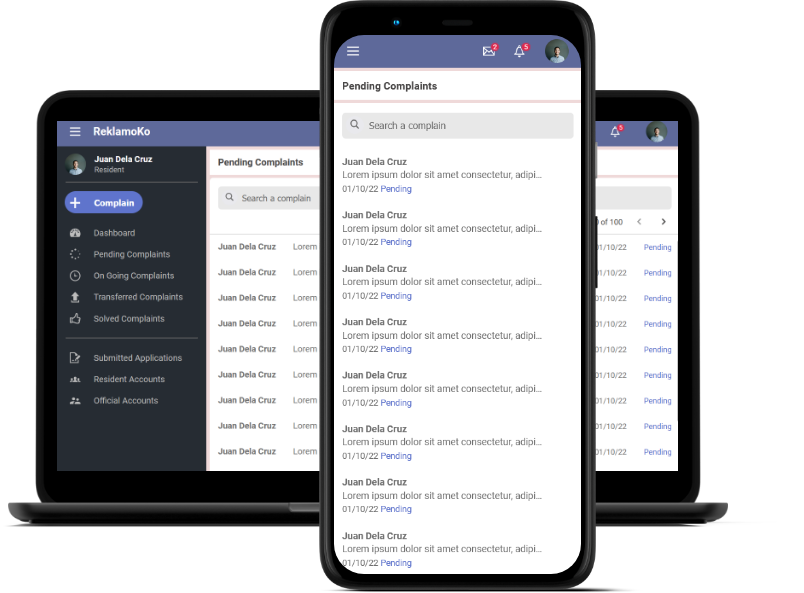 2
5
Pending Complaints
Search a complain
Juan Dela Cruz
Lorem ipsum dolor sit amet consectetur, adipi...
01/10/22 Pending
Juan Dela Cruz
Lorem ipsum dolor sit amet consectetur, adipi...
01/10/22 Pending
Juan Dela Cruz
Lorem ipsum dolor sit amet consectetur, adipi...
01/10/22 Pending
Juan Dela Cruz
Lorem ipsum dolor sit amet consectetur, adipi...
01/10/22 Pending
Juan Dela Cruz
Lorem ipsum dolor sit amet consectetur, adipi...
01/10/22 Pending
Juan Dela Cruz
Lorem ipsum dolor sit amet consectetur, adipi...
01/10/22 Pending
Juan Dela Cruz
Lorem ipsum dolor sit amet consectetur, adipi...
01/10/22 Pending
Juan Dela Cruz
Lorem ipsum dolor sit amet consectetur, adipi...
01/10/22 Pending
ReklamoKo
5
Juan Dela Cruz
Resident
Complain
Dashboard
Pending Complaints
On Going Complaints
Transferred Complaints
Solved Complaints
Submitted Applications
Resident Accounts
Official Accounts
Pending Complaints
Search a complain
of 100
Juan Dela Cruz Lorem 01/10/22 Pending
Juan Dela Cruz Lorem 01/10/22 Pending
Juan Dela Cruz Lorem 01/10/22 Pending
Juan Dela Cruz Lorem 01/10/22 Pending
Juan Dela Cruz Lorem 01/10/22 Pending
Juan Dela Cruz Lorem 01/10/22 Pending
Juan Dela Cruz Lorem 01/10/22 Pending
Juan Dela Cruz Lorem 01/10/22 Pending
Juan Dela Cruz Lorem 01/10/22 Pending